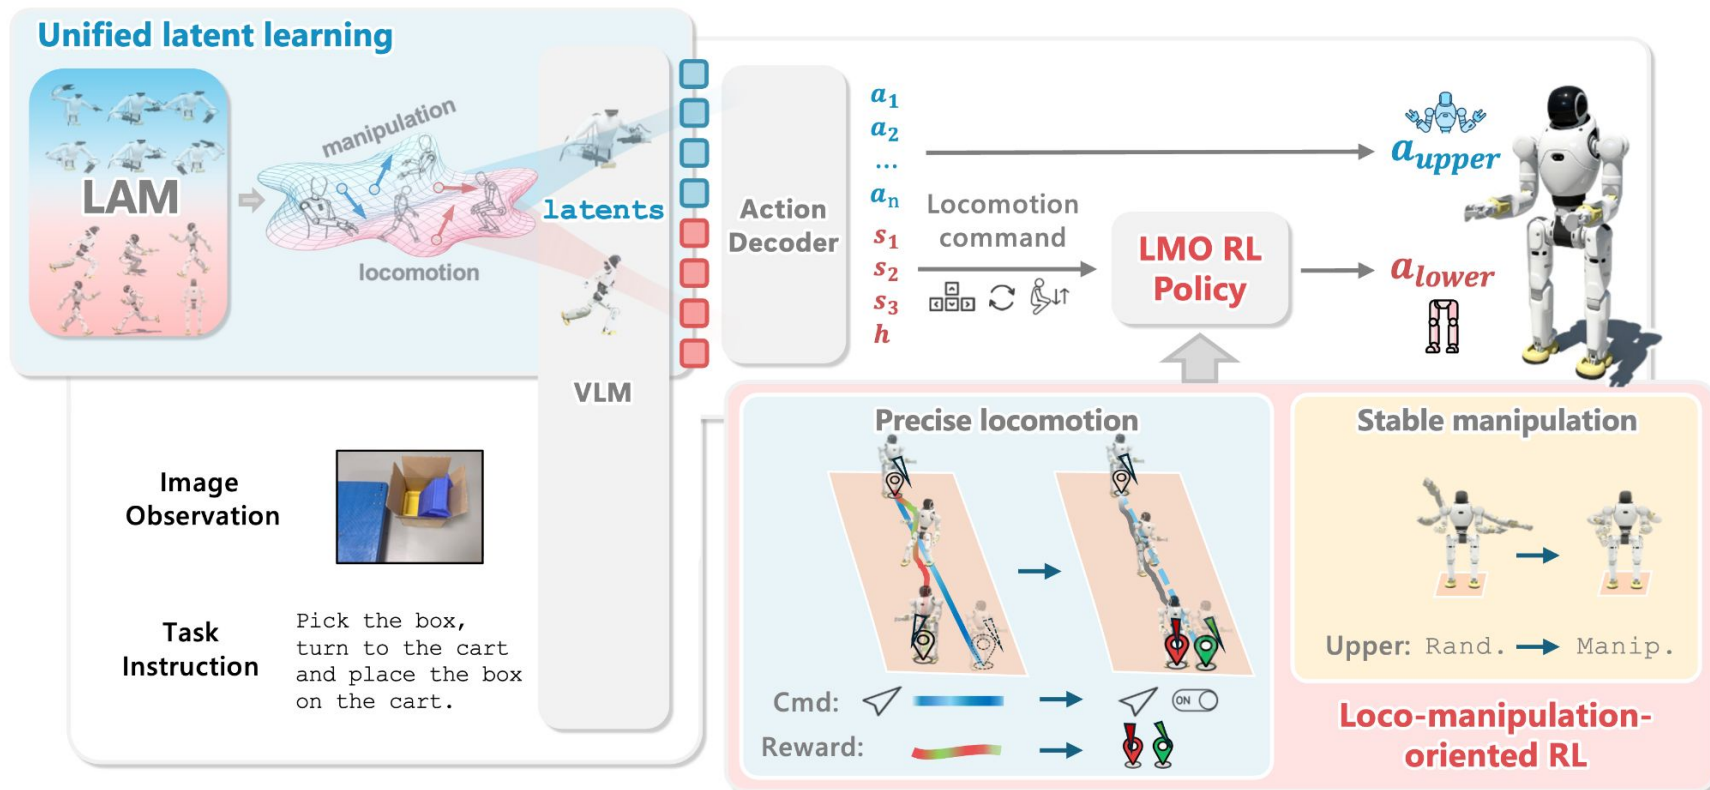 Unified latent learning
LAM
manipulation
locomotion
latents
VLM
Action
Decoder
a1
a2
...
an
s1
s2
s3
h
Locomotion
command
LMO RL
Policy
aupper
alower
Image
Observation
Task
Instruction
Pick the box,
turn to the cart
and place the box
on the cart.
Precise locomotion
Cmd:
ON
Reward:
Stable manipulation
Upper: Rand. Manip.
Loco-manipulation-
oriented RL